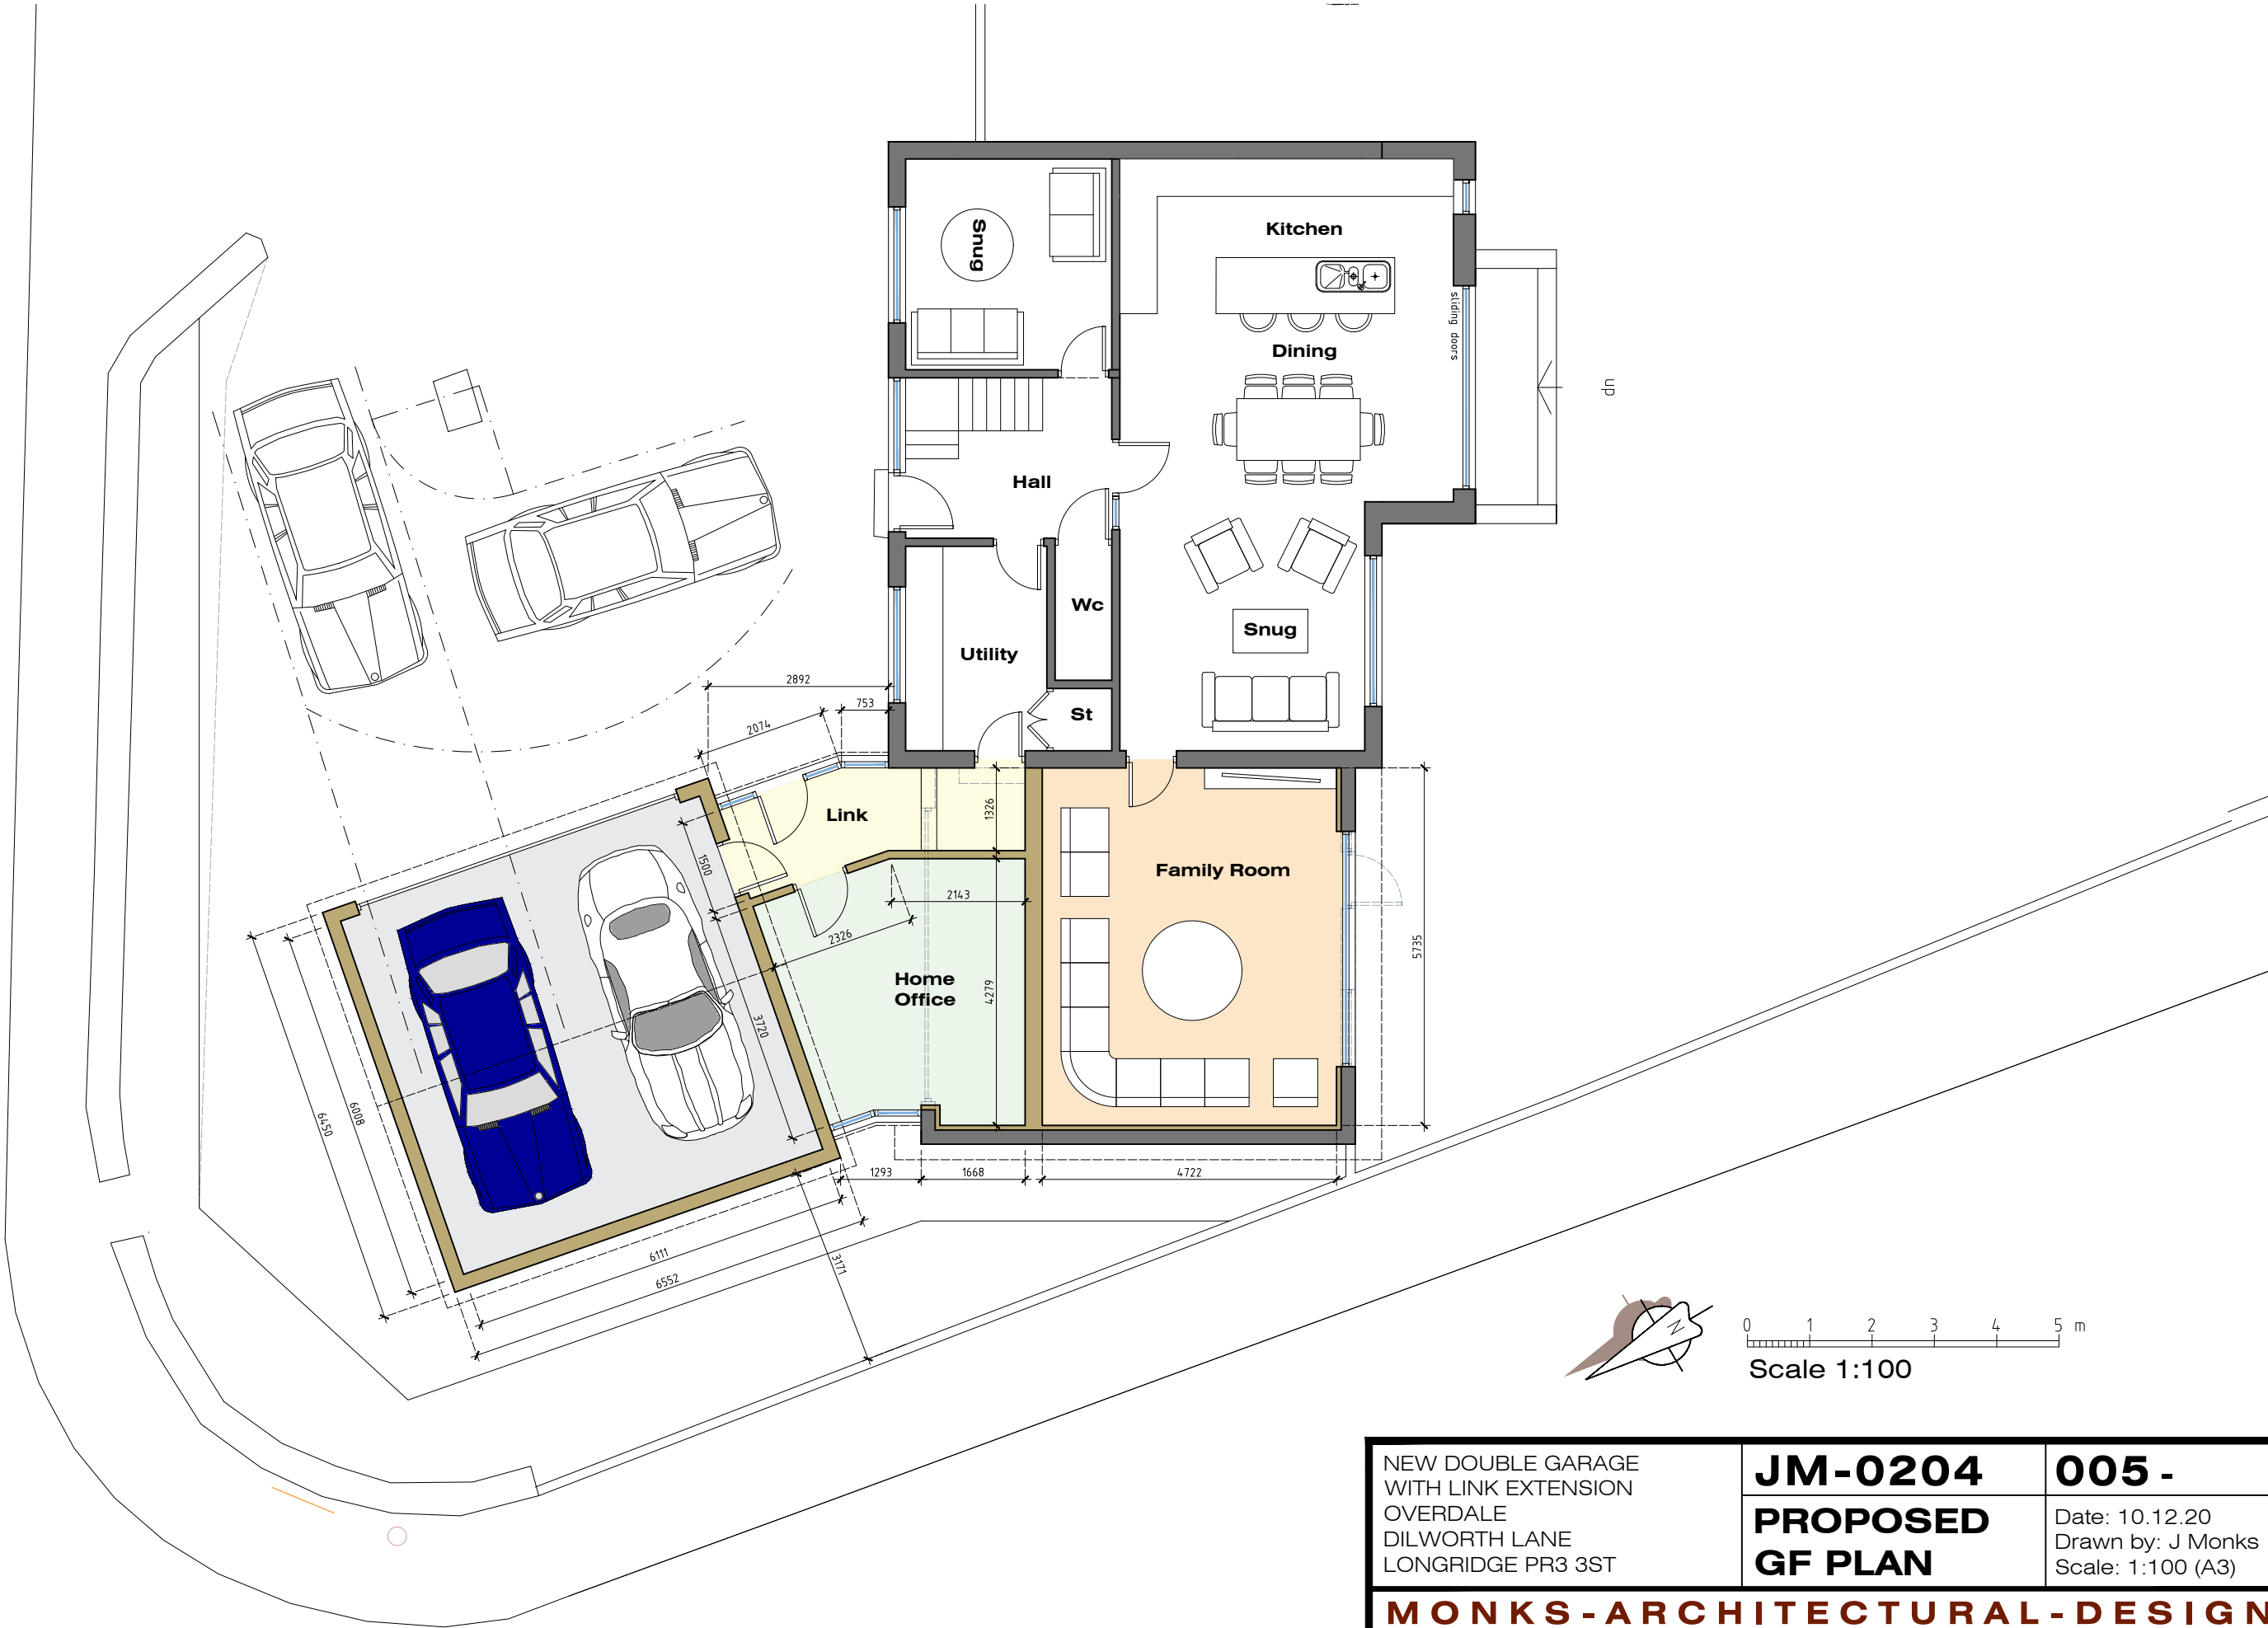 Snug
Kitchen
sliding doors
Dining
up
Hall
Wc
Snug
Utility
St
2892
753
2074
Link
1326
1500
Family Room
2143
2326
5735
Home
Office
4279
3720
6008
6450
1293
1668
4722
6111
6552
3171
N
0 1 2 3 4 5 m
Scale 1:100
NEW DOUBLE GARAGE
WITH LINK EXTENSION
OVERDALE
DILWORTH LANE
LONGRIDGE PR3 3ST
JM-0204
005 -
PROPOSED
GF PLAN
Date: 10.12.20
Drawn by: J Monks
Scale: 1:100 (A3)
MONKS-ARCHITECTURAL-DESIGN